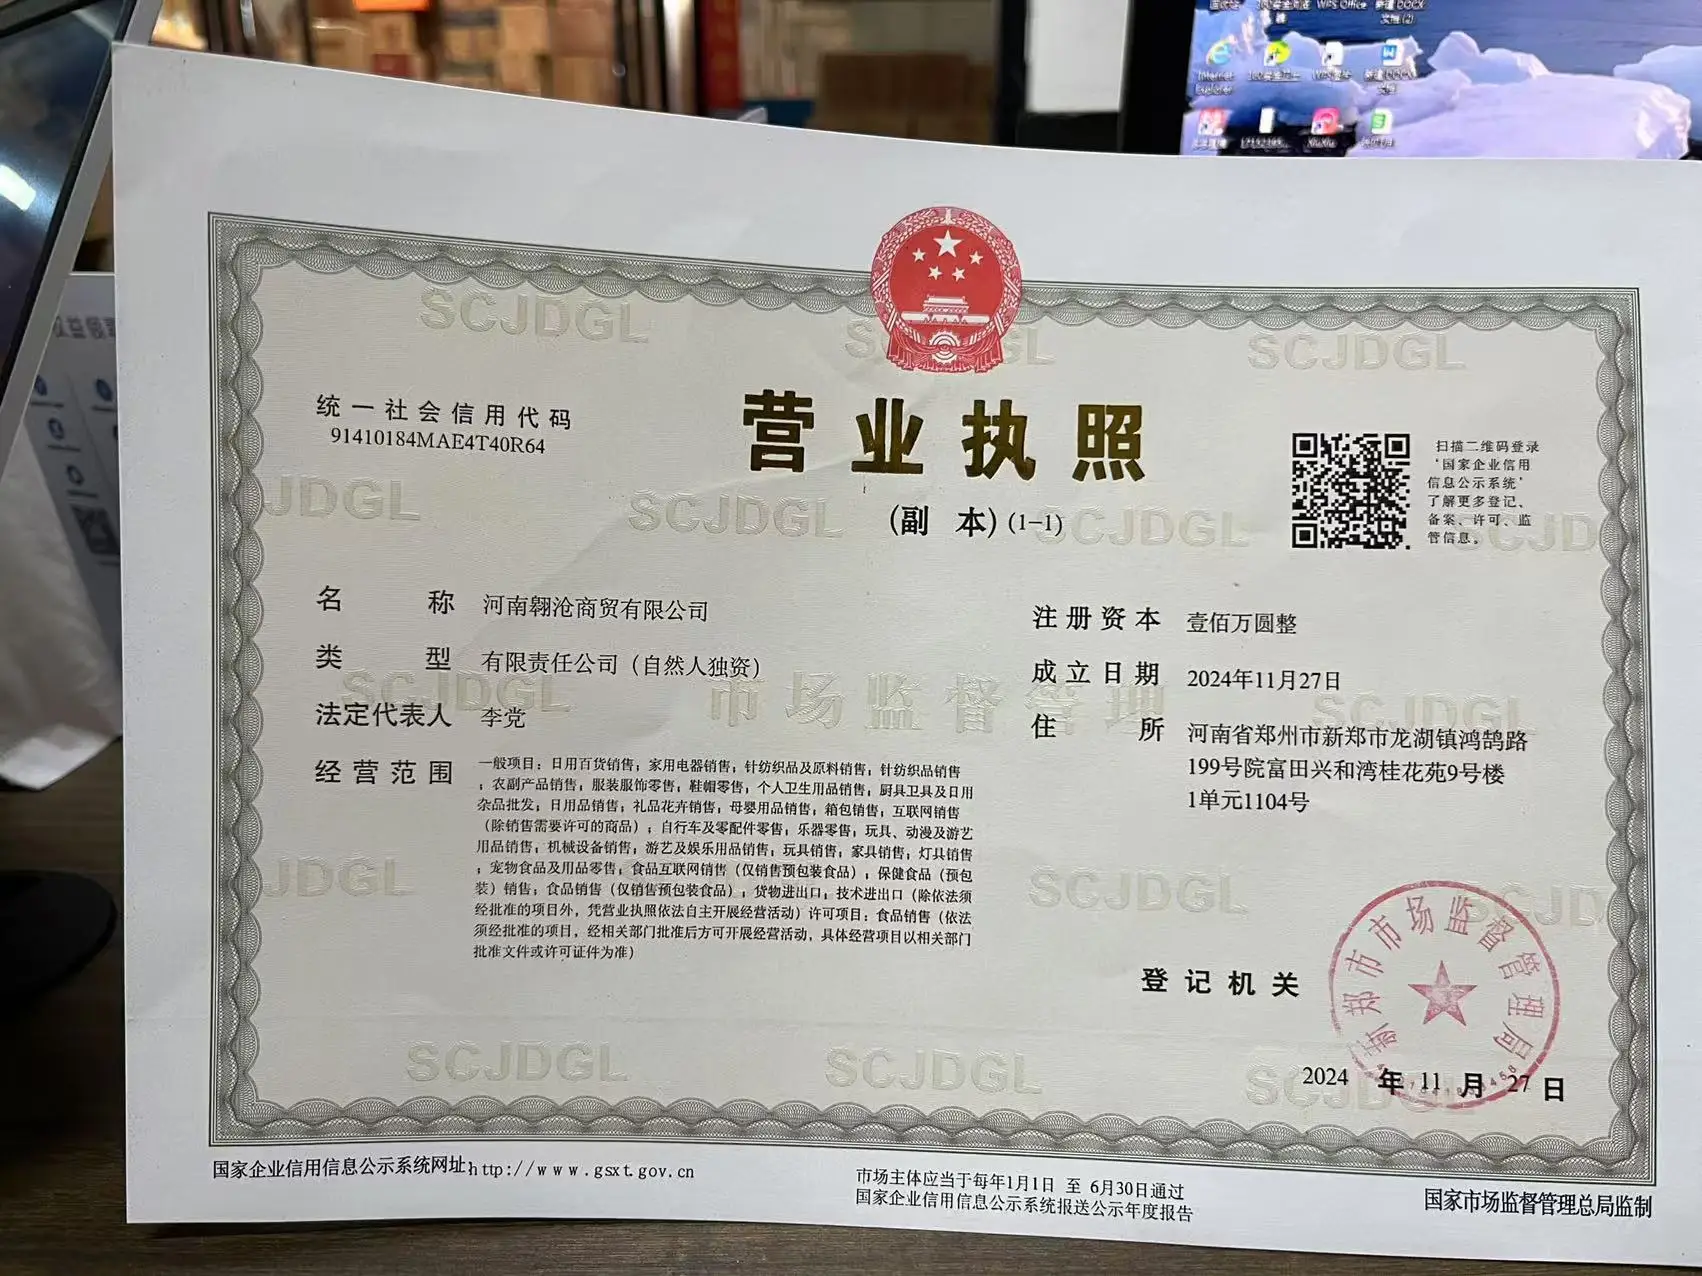 统一社会信用代码
91410184MAE4T40R64
营业执照
(副 本)(1-1)
扫描二维码登录
‘国家企业信用
信息公示系统’
了解更多登记、
备案、许可、监
管信息。
名 称 河南翱沧商贸有限公司
类 型 有限责任公司（自然人独资）
法定代表人 李党
经营范围 一般项目：日用百货销售；家用电器销售；针纺织品及原料销售；针纺织品销售
；农副产品销售；服装服饰零售；鞋帽零售；个人卫生用品销售；厨具卫具及日用
杂品批发；日用品销售；礼品花卉销售；母婴用品销售；箱包销售；互联网销售
（除销售需要许可的商品）；自行车及零配件零售；乐器零售；玩具、动漫及游艺
用品销售；机械设备销售；游艺及娱乐用品销售；玩具销售；家具销售；灯具销售
；宠物食品及用品零售；食品互联网销售（仅销售预包装食品）；保健食品（预包
装）销售；食品销售（仅销售预包装食品）；货物进出口；技术进出口（除依法须
经批准的项目外，凭营业执照依法自主开展经营活动）许可项目：食品销售（依法
须经批准的项目，经相关部门批准后方可开展经营活动，具体经营项目以相关部门
批准文件或许可证件为准）
注册资本 壹佰万圆整
成立日期 2024年11月27日
住 所 河南省郑州市新郑市龙湖镇鸿鹄路
199号院富田兴和湾桂花苑9号楼
1单元1104号
登记机关
新郑市市场监督管理局
2024 年 11 月 27 日
国家企业信用信息公示系统网址:http://www.gsxt.gov.cn
市场主体应当于每年1月1日 至 6月30日通过
国家企业信用信息公示系统报送公示年度报告
国家市场监督管理总局监制
SCJDGL
市场监督管理
WPS Office
Internet
Explorer